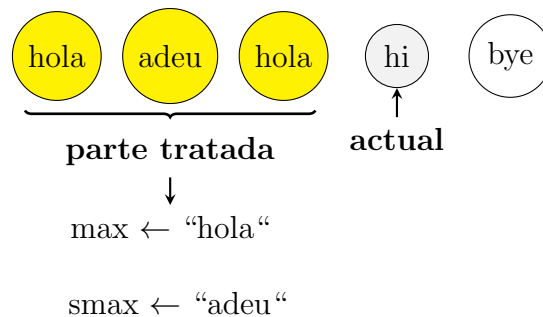 hola adeu hola hi bye
parte tratada actual
max ← “hola“
smax ← “adeu“